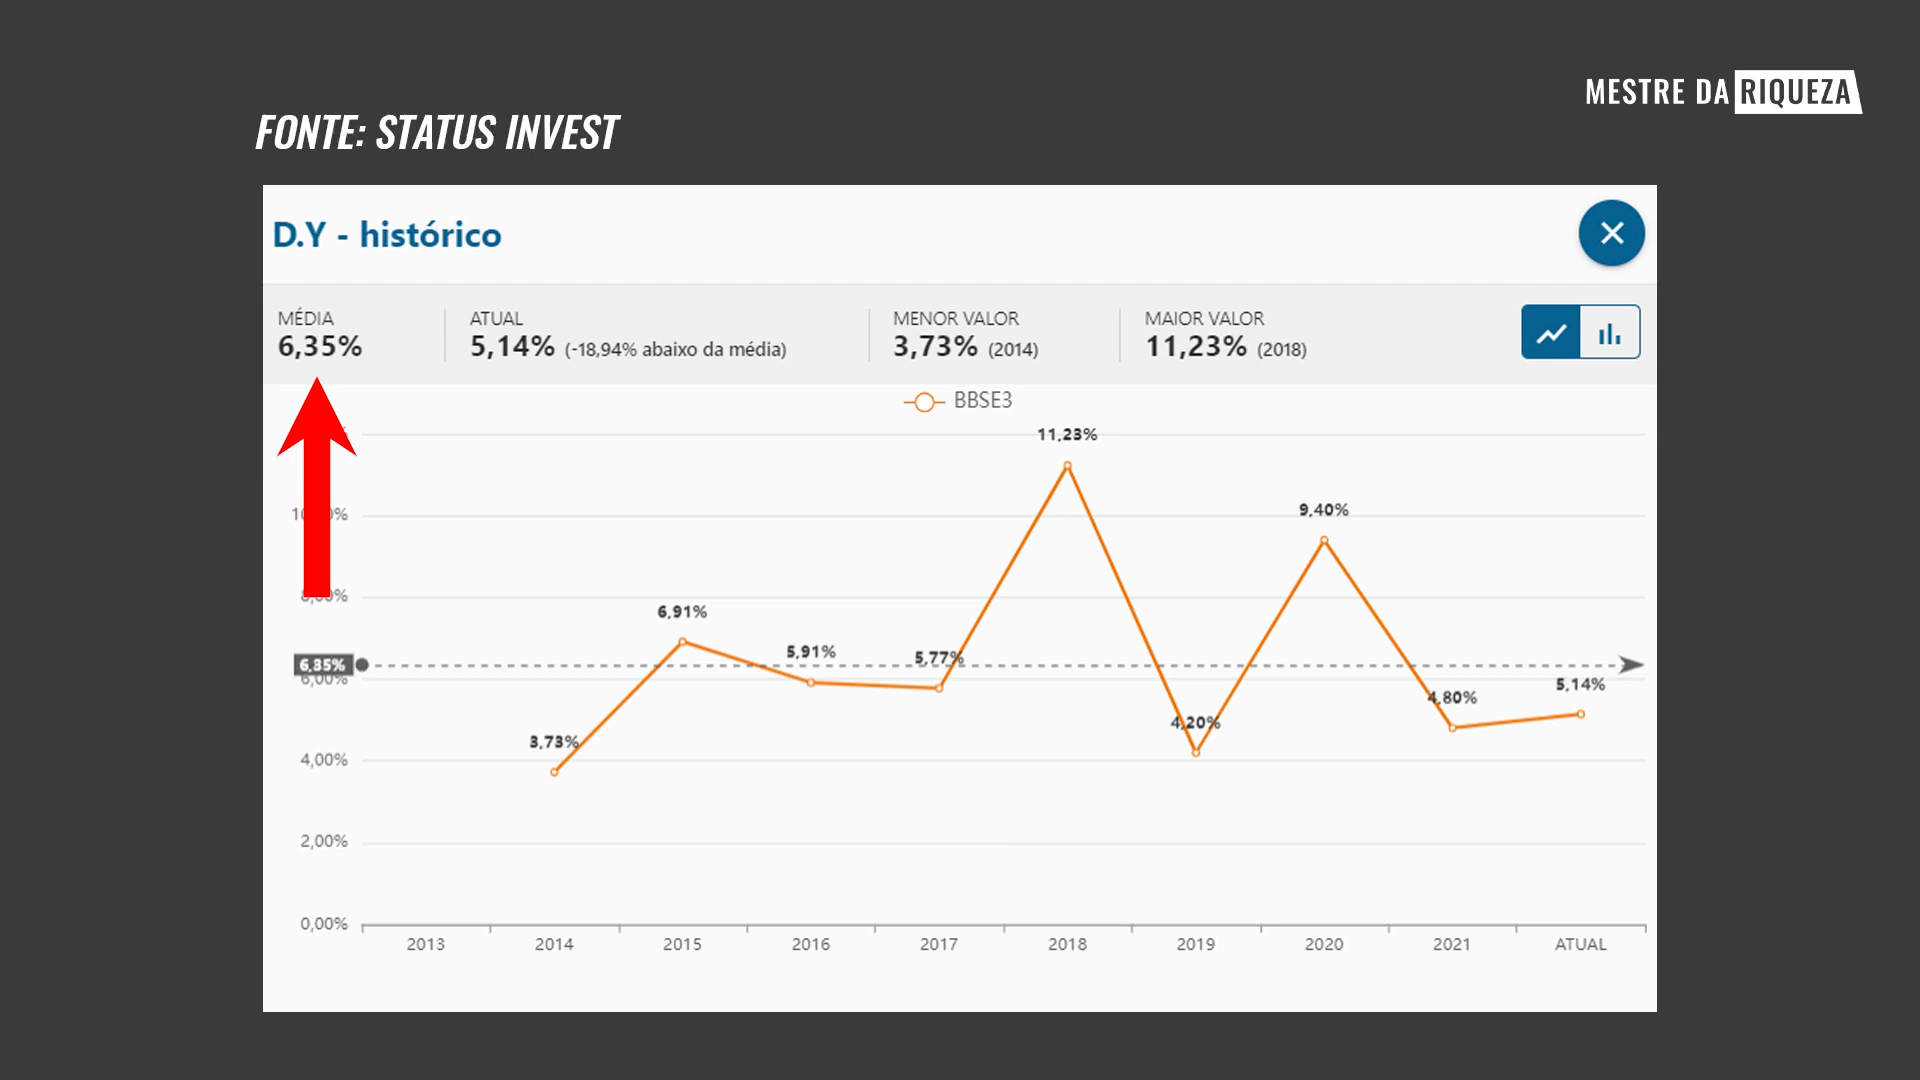 MESTRE DA RIQUEZA
FONTE: STATUS INVEST
D.Y - histórico
MÉDIA
6,35%
ATUAL
5,14% (-18,94% abaixo da média)
MENOR VALOR
3,73% (2014)
MAIOR VALOR
11,23% (2018)
BBSE3
11,23%
9,40%
6,91%
5,91%
5,77%
6,35%
6,00%
5,14%
4,80%
4,20%
3,73%
4,00%
2,00%
0,00%
2013 2014 2015 2016 2017 2018 2019 2020 2021 ATUAL